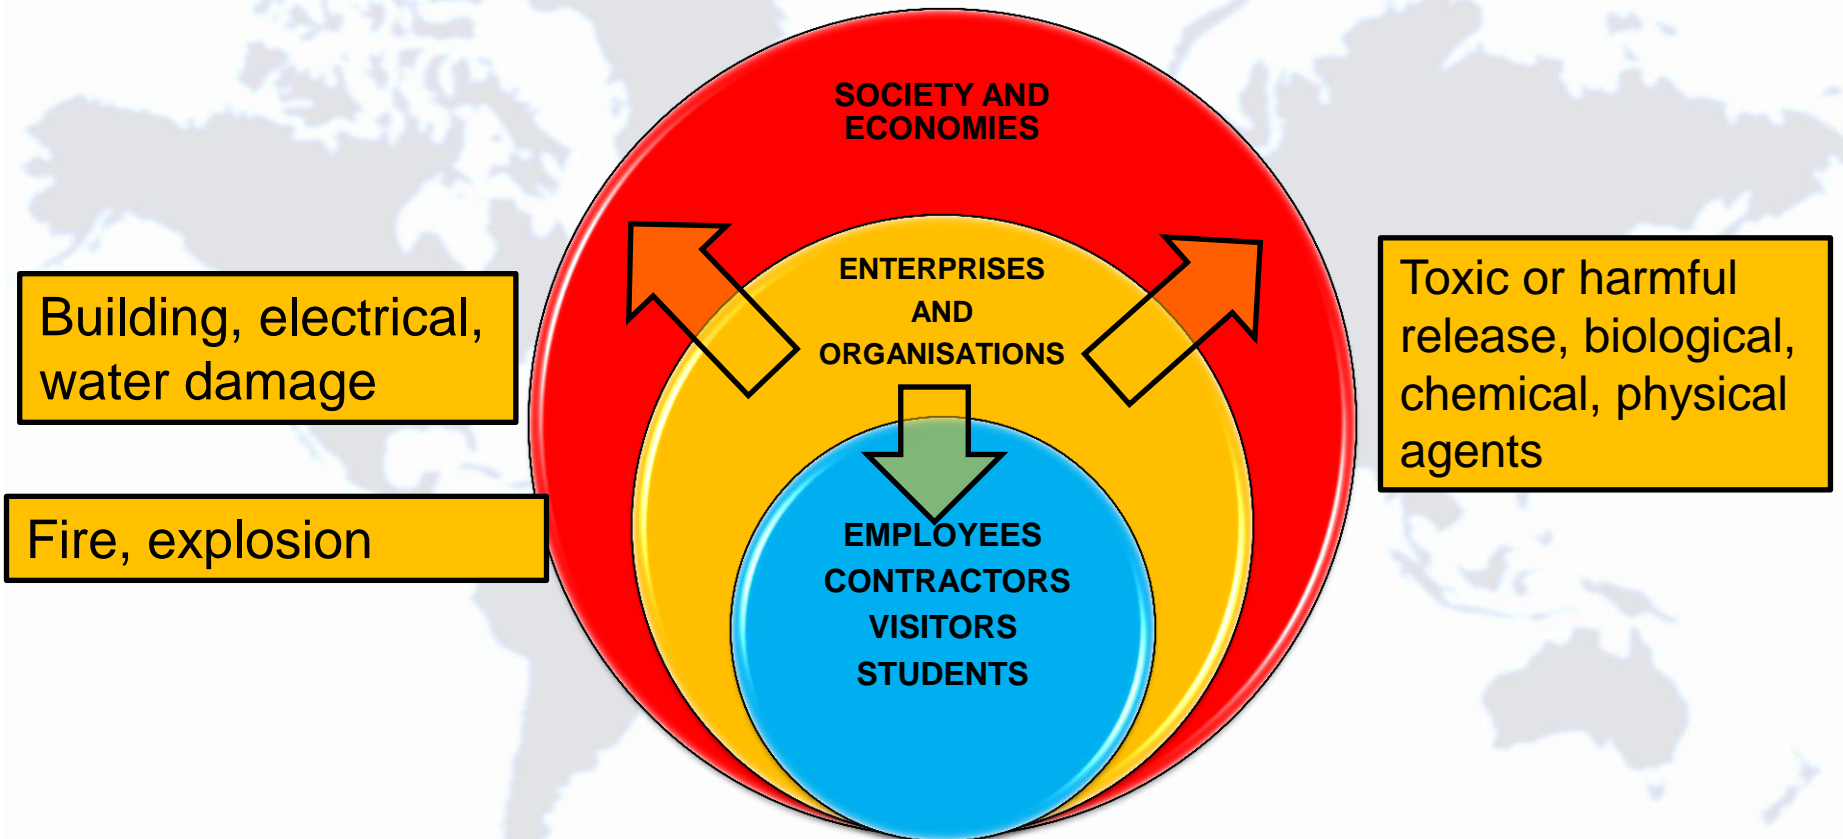 SOCIETY AND
ECONOMIES
ENTERPRISES
AND
ORGANISATIONS
EMPLOYEES
CONTRACTORS
VISITORS
STUDENTS
Building, electrical,
water damage
Fire, explosion
Toxic or harmful
release, biological,
chemical, physical
agents